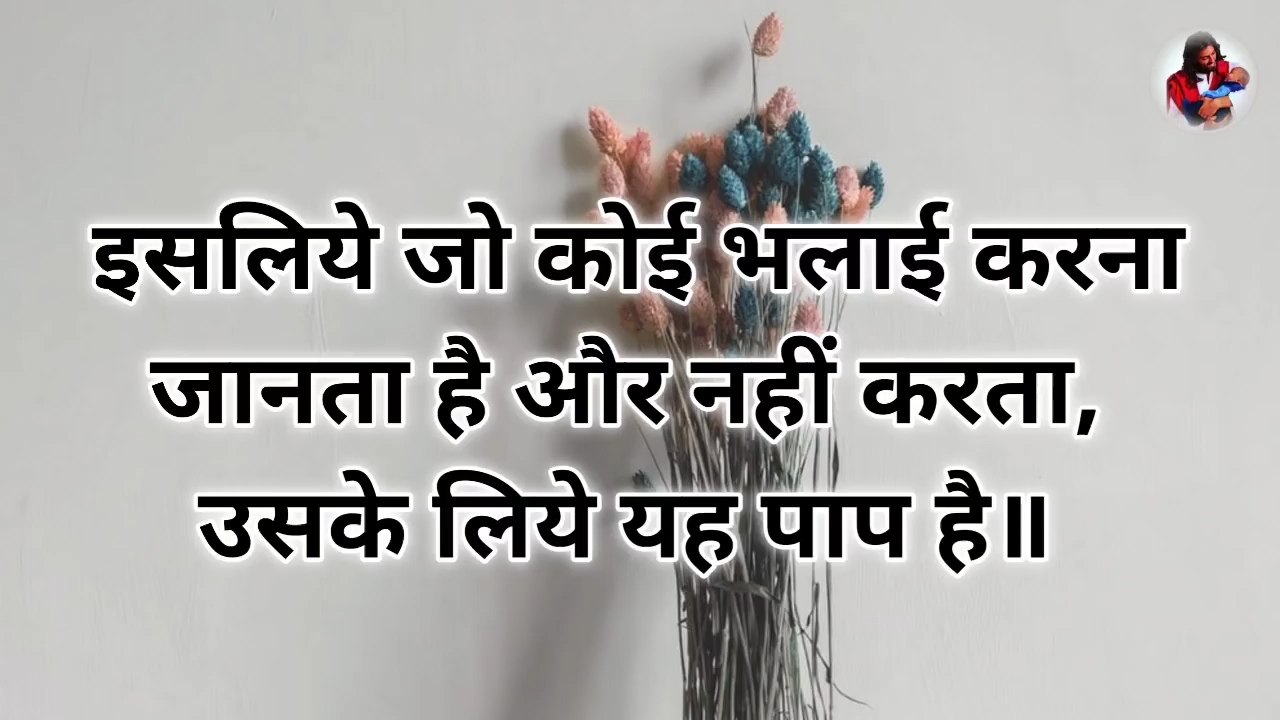 इसलिये जो कोई भलाई करना
जानता है और नहीं करता,
उसके लिये यह पाप है॥